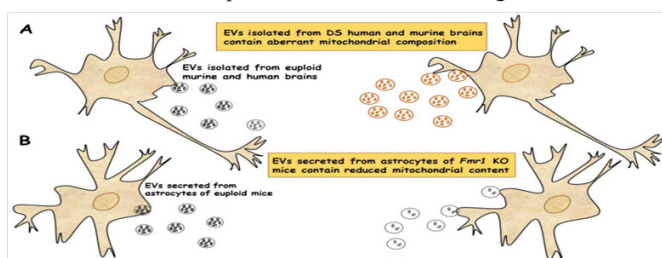 A
EVs isolated from DS human and murine brains
contain aberrant mitochondrial composition
EVs isolated from euploid
murine and human brains
B
EVs secreted from astrocytes of Fmr1 KO
mice contain reduced mitochondrial content
EVs secreted from
astrocytes of euploid mice